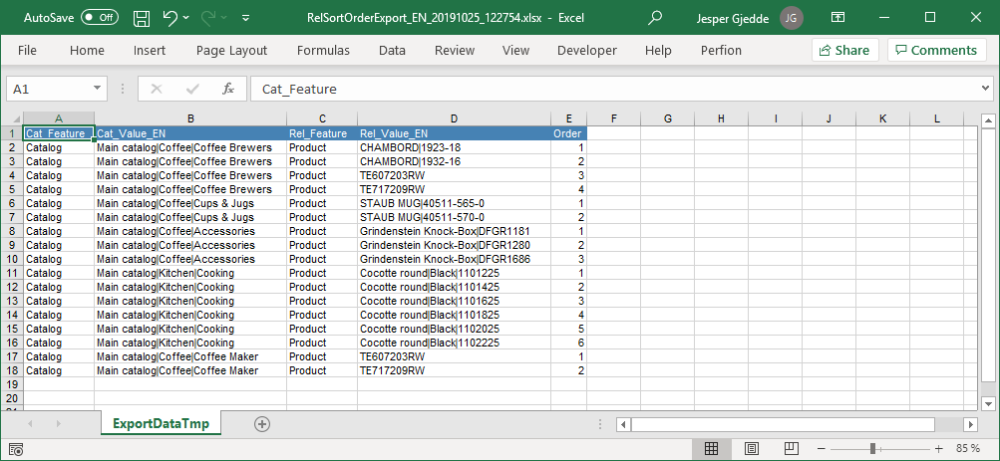 AutoSave Off RelSortOrderExport_EN_20191025_122754.xlsx - Excel Jesper Gjedde JG
File Home Insert Page Layout Formulas Data Review View Developer Help Perfion Share Comments
A1 fx Cat_Feature
A B C D E F G H I J K L
1 Cat_Feature Cat_Value_EN Rel_Feature Rel_Value_EN Order
2 Catalog Main catalog|Coffee|Coffee Brewers Product CHAMBORD|1923-18 1
3 Catalog Main catalog|Coffee|Coffee Brewers Product CHAMBORD|1932-16 2
4 Catalog Main catalog|Coffee|Coffee Brewers Product TE607203RW 3
5 Catalog Main catalog|Coffee|Coffee Brewers Product TE717209RW 4
6 Catalog Main catalog|Coffee|Cups & Jugs Product STAUB MUG|40511-565-0 1
7 Catalog Main catalog|Coffee|Cups & Jugs Product STAUB MUG|40511-570-0 2
8 Catalog Main catalog|Coffee|Accessories Product Grindenstein Knock-Box|DFGR1181 1
9 Catalog Main catalog|Coffee|Accessories Product Grindenstein Knock-Box|DFGR1280 2
10 Catalog Main catalog|Coffee|Accessories Product Grindenstein Knock-Box|DFGR1686 3
11 Catalog Main catalog|Kitchen|Cooking Product Cocotte round|Black|1101225 1
12 Catalog Main catalog|Kitchen|Cooking Product Cocotte round|Black|1101425 2
13 Catalog Main catalog|Kitchen|Cooking Product Cocotte round|Black|1101625 3
14 Catalog Main catalog|Kitchen|Cooking Product Cocotte round|Black|1101825 4
15 Catalog Main catalog|Kitchen|Cooking Product Cocotte round|Black|1102025 5
16 Catalog Main catalog|Kitchen|Cooking Product Cocotte round|Black|1102225 6
17 Catalog Main catalog|Coffee|Coffee Maker Product TE607203RW 1
18 Catalog Main catalog|Coffee|Coffee Maker Product TE717209RW 2
19
20
ExportDataTmp
85 %